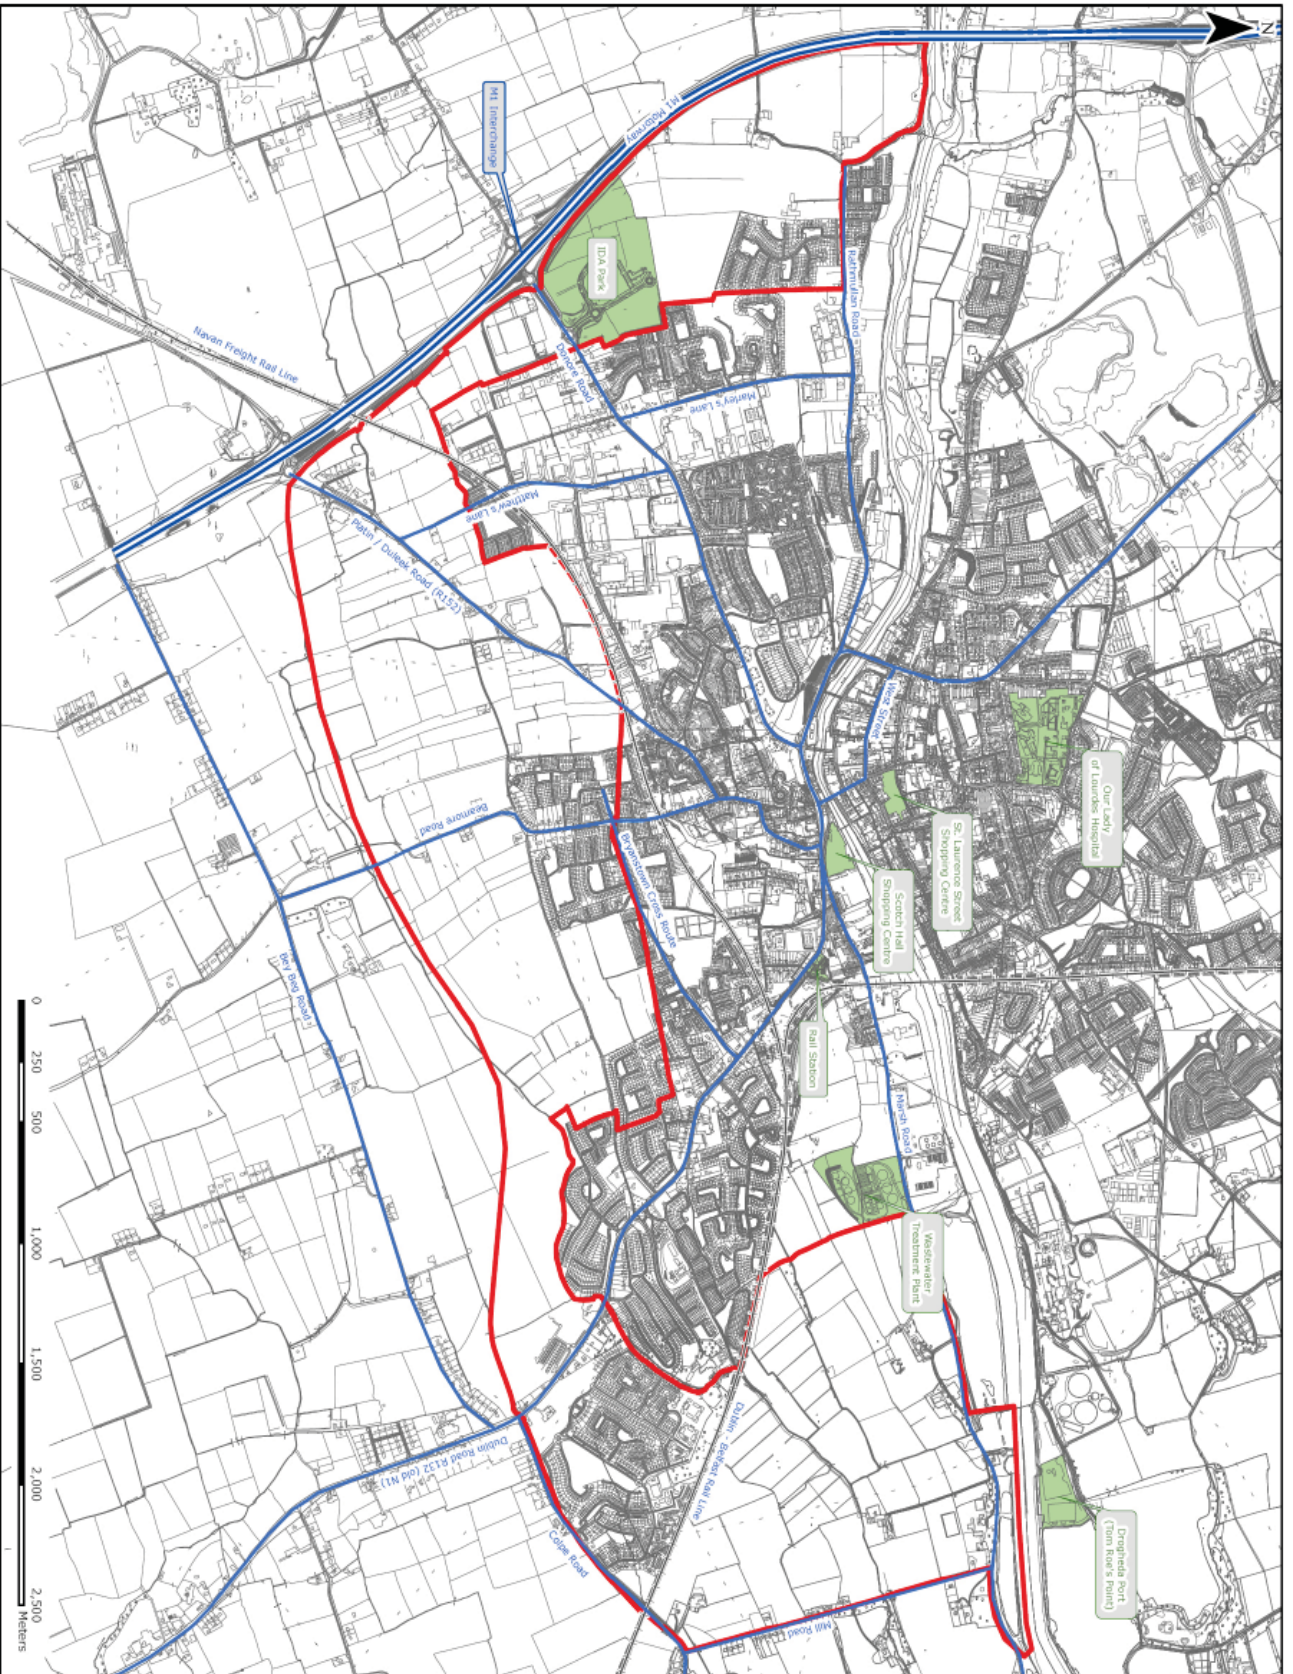 N
M1 Motorway
M1 Interchange
IDA Park
Rathmullan Road
Donore Road
Marley's Lane
Navan Freight Rail Line
Matthew's Lane
Platin / Duleek Road (R152)
West Street
Our Lady
of Lourdes Hospital
St. Laurence Street
Shopping Centre
Scotch Hall
Shopping Centre
Beamore Road
Bryanstown Cross Route
Bey Beg Road
Rail Station
Marsh Road
Wastewater
Treatment Plant
Dublin - Belfast Rail Line
Dublin Road R132 (old N1)
Colpe Road
Mill Road
Drogheda Port
(Tom Roe's Point)
0 250 500 1,000 1,500 2,000 2,500
Meters